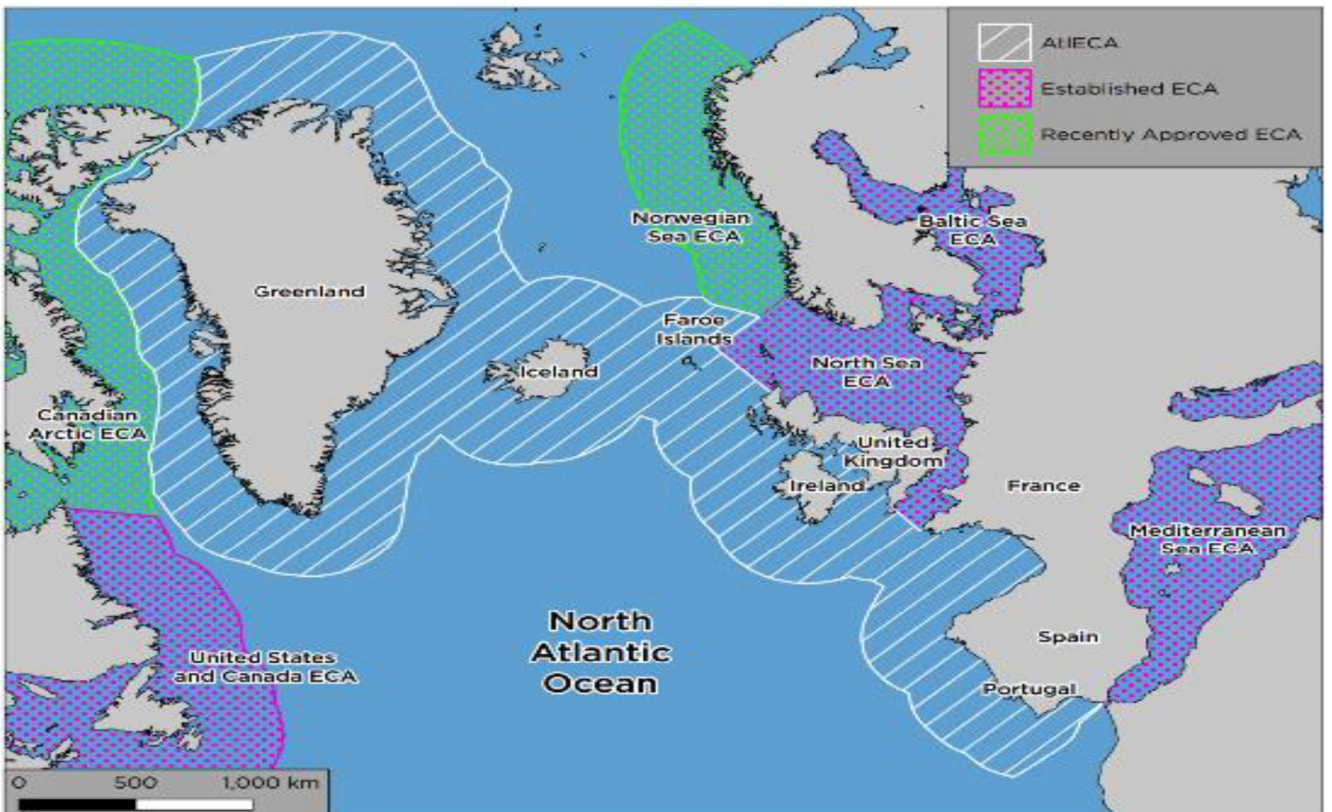 AtlECA
Established ECA
Recently Approved ECA
Norwegian
Sea ECA
Baltic Sea
ECA
Greenland
Faroe
Islands
Iceland
North Sea
ECA
Canadian
Arctic ECA
United
Kingdom
Ireland
France
Mediterranean
Sea ECA
North
Atlantic
Ocean
Spain
United States
and Canada ECA
Portugal
0 500 1,000 km